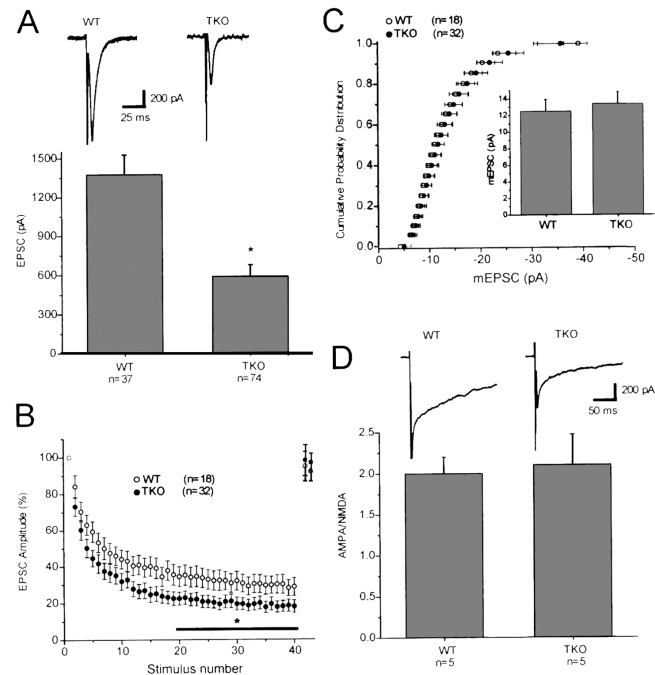 A
WT
TKO
200 pA
25 ms
EPSC (pA)
1500
1200
900
600
300
0
*
WT
n=37
TKO
n=74
B
EPSC Amplitude (%)
100
80
60
40
20
0
WT (n=18)
TKO (n=32)
*
0
10
20
30
40
Stimulus number
C
WT (n=18)
TKO (n=32)
Cumulative Probability Distribution
1.0
0.8
0.6
0.4
0.2
0.0
mEPSC (pA)
14
12
10
8
6
4
2
0
WT
TKO
0
-10
-20
-30
-40
-50
mEPSC (pA)
D
WT
TKO
200 pA
50 ms
AMPA/NMDA
2.5
2.0
1.5
1.0
0.5
0.0
WT
n=5
TKO
n=5